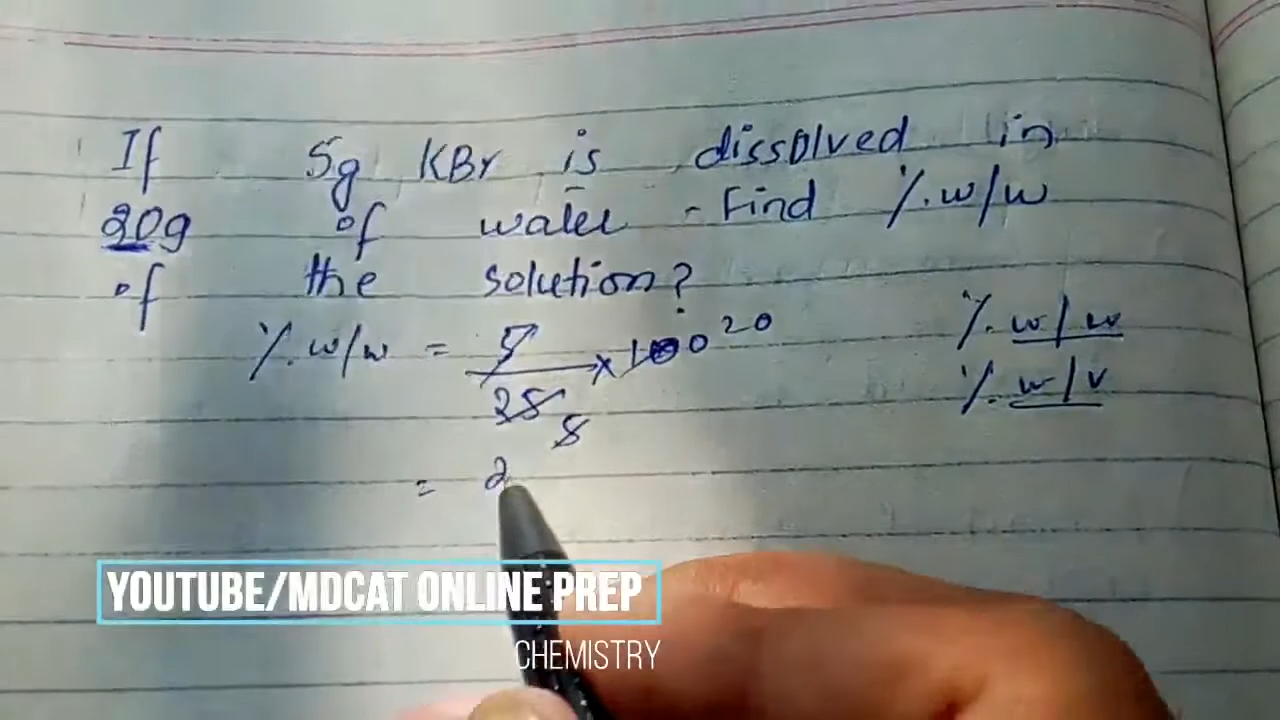 If 5g KBr is dissolved in
20g of water - Find %.w/w
of the solution?
%.w/w = 5/25 × 100 20
5
= 2
%.w/w
%.w/v
YOUTUBE/MDCAT ONLINE PREP
CHEMISTRY